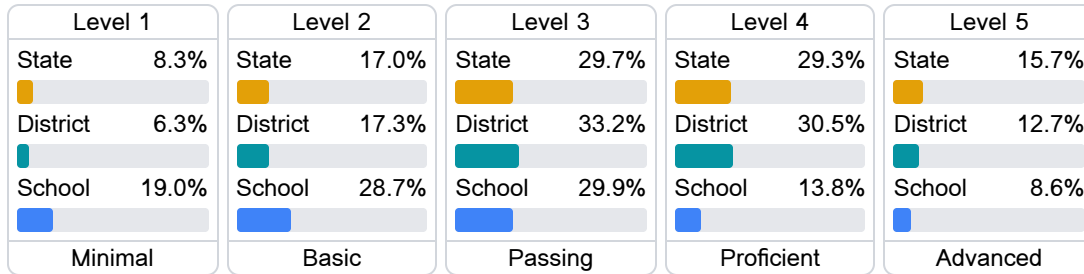 Level 1
State 8.3%
District 6.3%
School 19.0%
Minimal
Level 2
State 17.0%
District 17.3%
School 28.7%
Basic
Level 3
State 29.7%
District 33.2%
School 29.9%
Passing
Level 4
State 29.3%
District 30.5%
School 13.8%
Proficient
Level 5
State 15.7%
District 12.7%
School 8.6%
Advanced